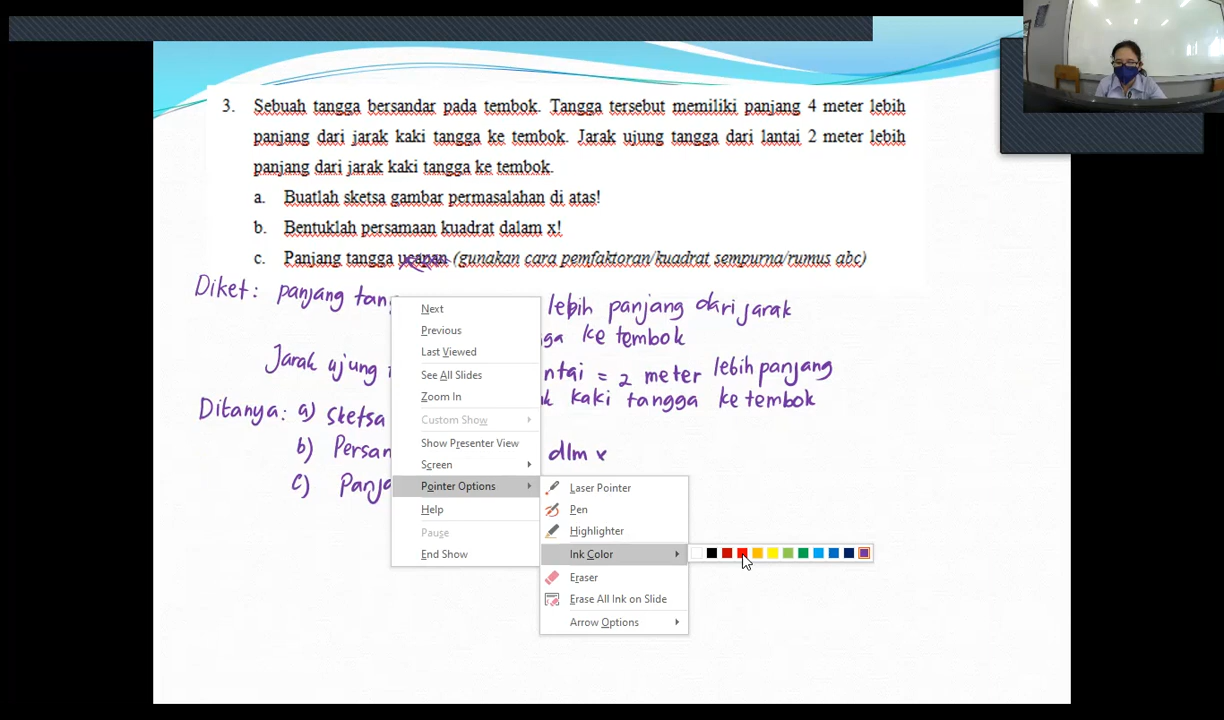 3. Sebuah tangga bersandar pada tembok. Tangga tersebut memiliki panjang 4 meter lebih
panjang dari jarak kaki tangga ke tembok. Jarak ujung tangga dari lantai 2 meter lebih
panjang dari jarak kaki tangga ke tembok.
a. Buatlah sketsa gambar permasalahan di atas!
b. Bentuklah persamaan kuadrat dalam x!
c. Panjang tangga ucapan (gunakan cara pemfaktoran/kuadrat sempurna/rumus abc)
Diket: panjang tang lebih panjang dari jarak
ga ke tembok
Jarak ujung ntai = 2 meter lebih panjang
k kaki tangga ke tembok
Ditanya: a) sketsa
b) Persam dlm x
c) Panja
Next
Previous
Last Viewed
See All Slides
Zoom In
Custom Show
Show Presenter View
Screen
Pointer Options
Help
Pause
End Show
Laser Pointer
Pen
Highlighter
Ink Color
Eraser
Erase All Ink on Slide
Arrow Options